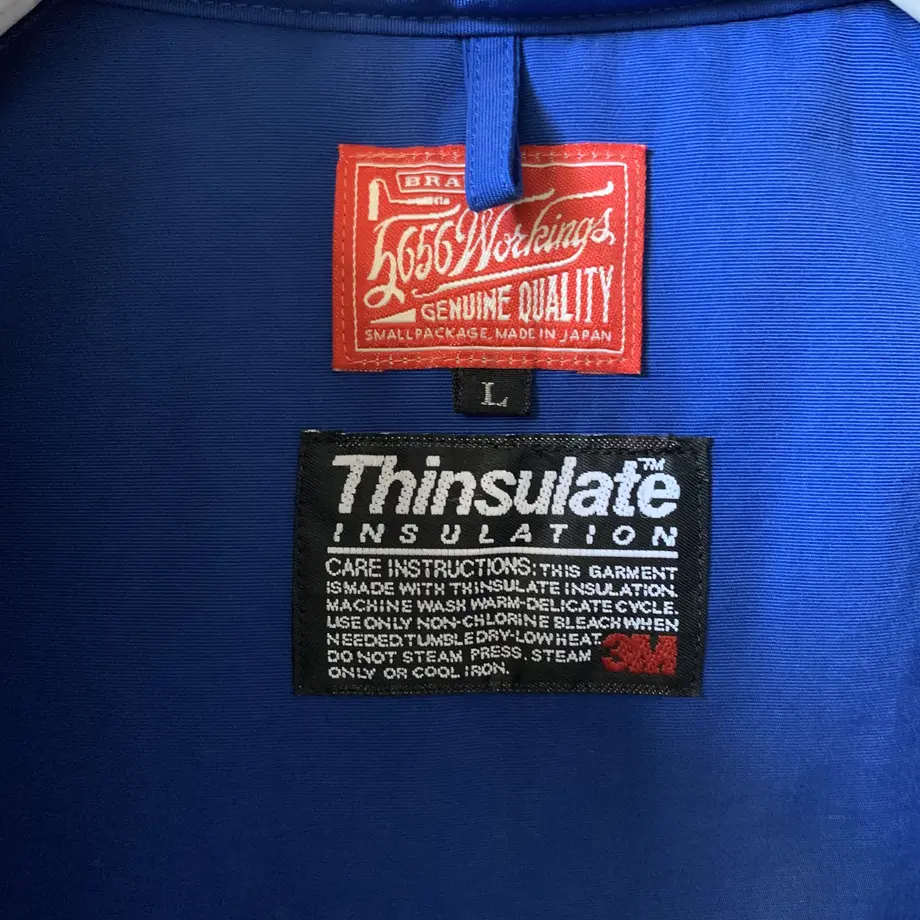 BRA
5656 Workings
GENUINE QUALITY
SMALL PACKAGE, MADE IN JAPAN
L
Thinsulate™
INSULATION
CARE INSTRUCTIONS: THIS GARMENT
IS MADE WITH THINSULATE INSULATION.
MACHINE WASH WARM-DELICATE CYCLE.
USE ONLY NON-CHLORINE BLEACH WHEN
NEEDED. TUMBLE DRY-LOW HEAT.
DO NOT STEAM PRESS. STEAM
ONLY OR COOL IRON.
3M